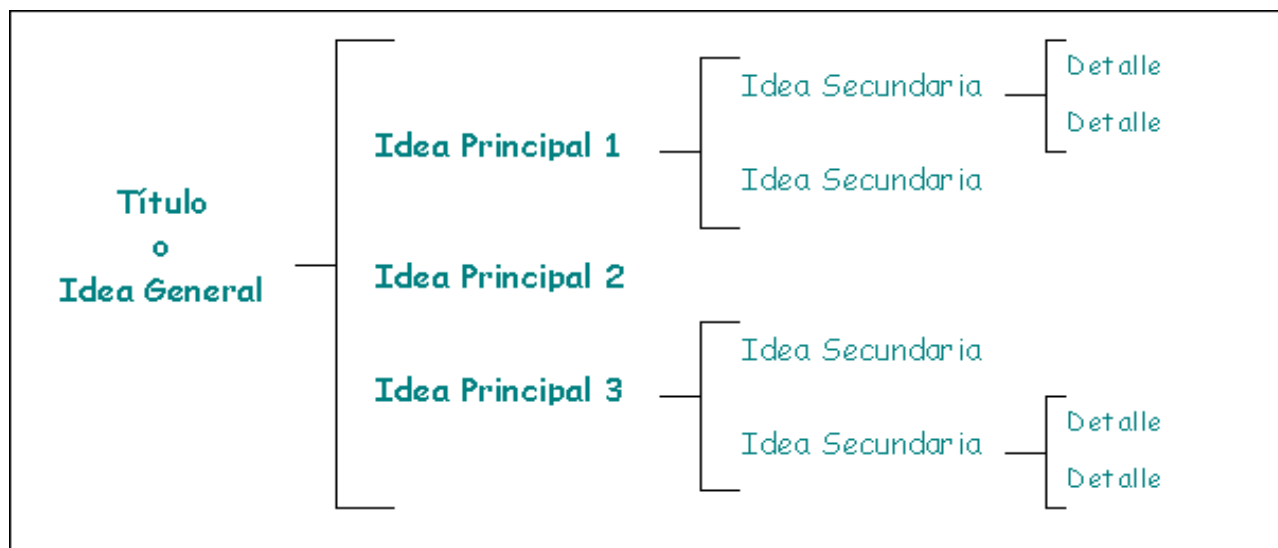 Título
o
Idea General
Idea Principal 1
Idea Secundaria
Detalle
Detalle
Idea Secundaria
Idea Principal 2
Idea Principal 3
Idea Secundaria
Idea Secundaria
Detalle
Detalle